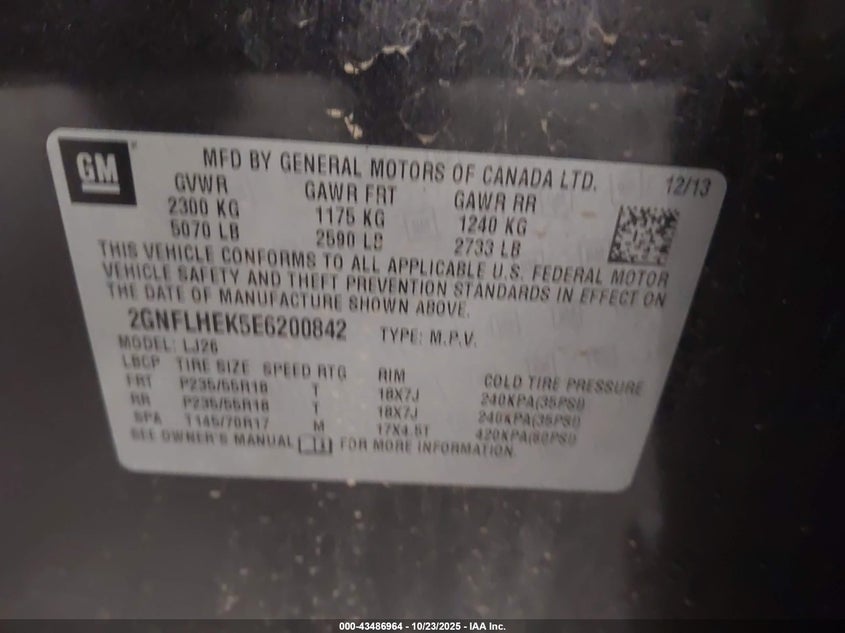 GM
MFD BY GENERAL MOTORS OF CANADA LTD. 12/13
GVWR GAWR FRT GAWR RR
2300 KG 1175 KG 1240 KG
5070 LB 2590 LB 2733 LB
THIS VEHICLE CONFORMS TO ALL APPLICABLE U.S. FEDERAL MOTOR
VEHICLE SAFETY AND THEFT PREVENTION STANDARDS IN EFFECT ON
THE DATE OF MANUFACTURE SHOWN ABOVE.
2GNFLHEK5E6200842 TYPE: M.P.V.
MODEL: LJ26
LBCP TIRE SIZE SPEED RTG RIM COLD TIRE PRESSURE
FRT P235/55R18 T 18X7J 240KPA(35PSI)
RR P235/55R18 T 18X7J 240KPA(35PSI)
SPA T145/70R17 M 17X4.5T 420KPA(60PSI)
SEE OWNER'S MANUAL FOR MORE INFORMATION.
000-43486964 - 10/23/2025 - IAA Inc.